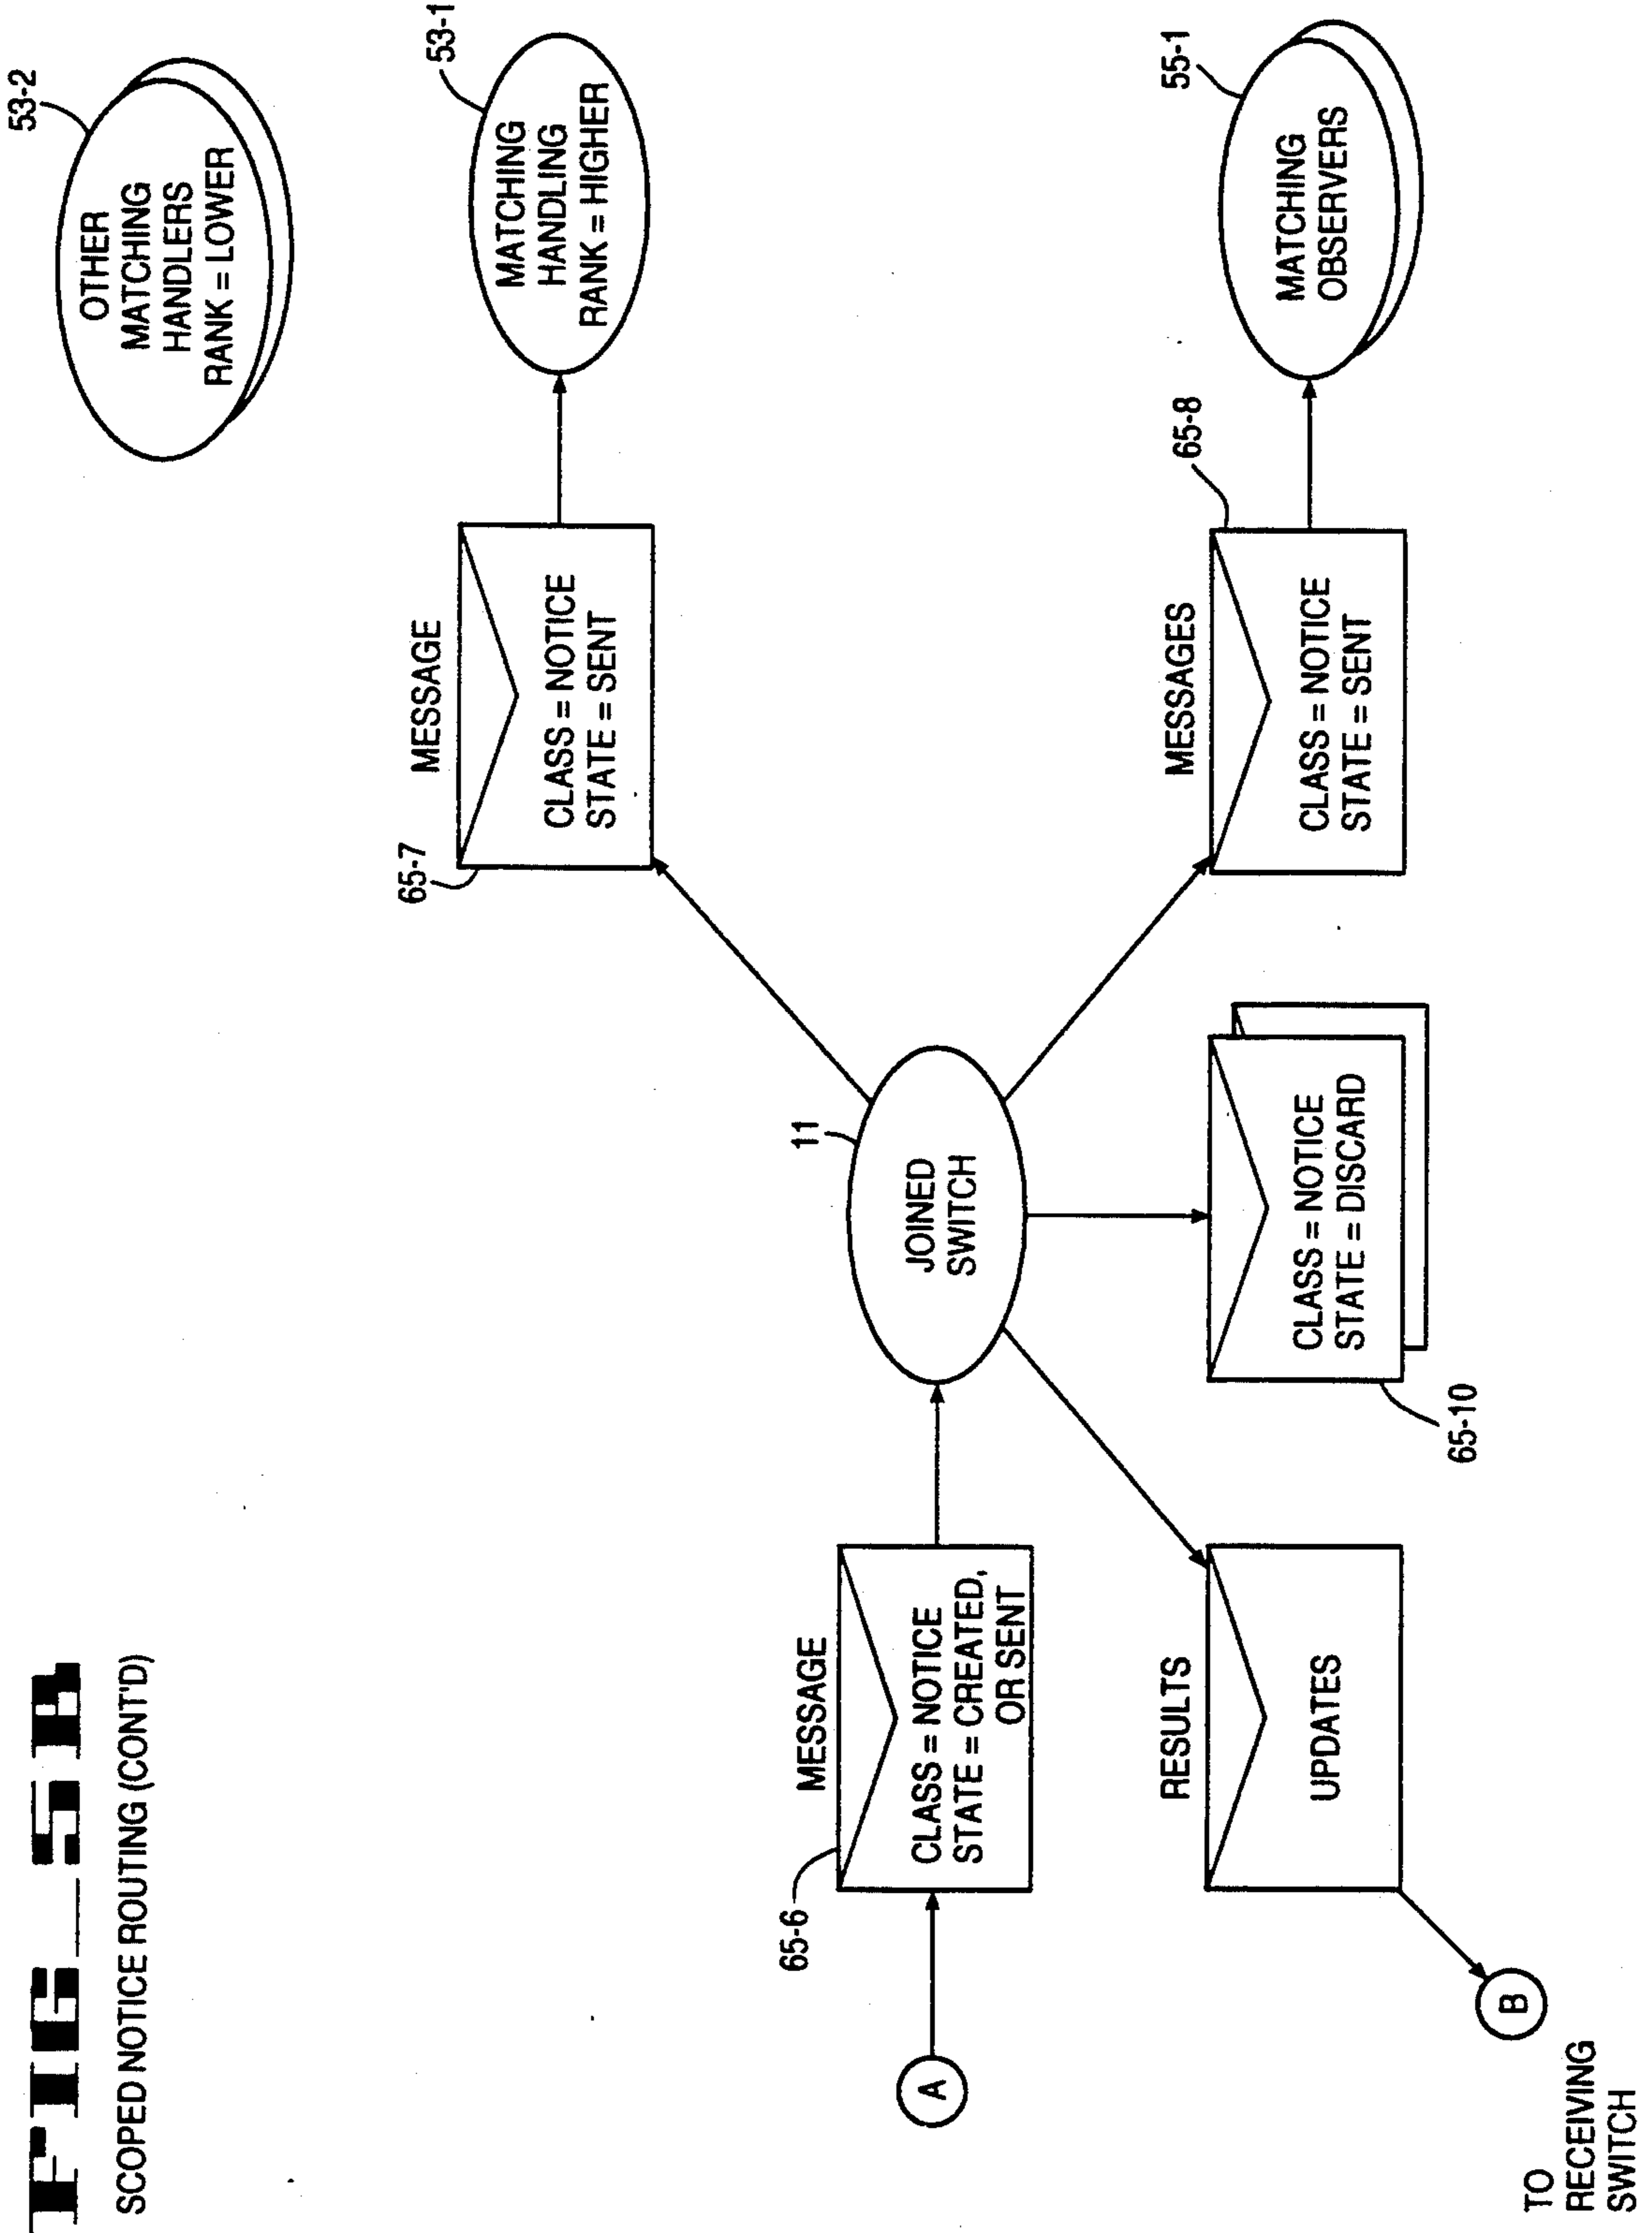 FIG_5B
SCOPED NOTICE ROUTING (CONT'D)
53-2
OTHER
MATCHING
HANDLERS
RANK = LOWER
53-1
MATCHING
HANDLING
RANK = HIGHER
65-7
MESSAGE
CLASS = NOTICE
STATE = SENT
11
JOINED
SWITCH
65-6
MESSAGE
CLASS = NOTICE
STATE = CREATED,
OR SENT
A
55-1
MATCHING
OBSERVERS
65-8
MESSAGES
CLASS = NOTICE
STATE = SENT
CLASS = NOTICE
STATE = DISCARD
65-10
RESULTS
UPDATES
B
TO
RECEIVING
SWITCH